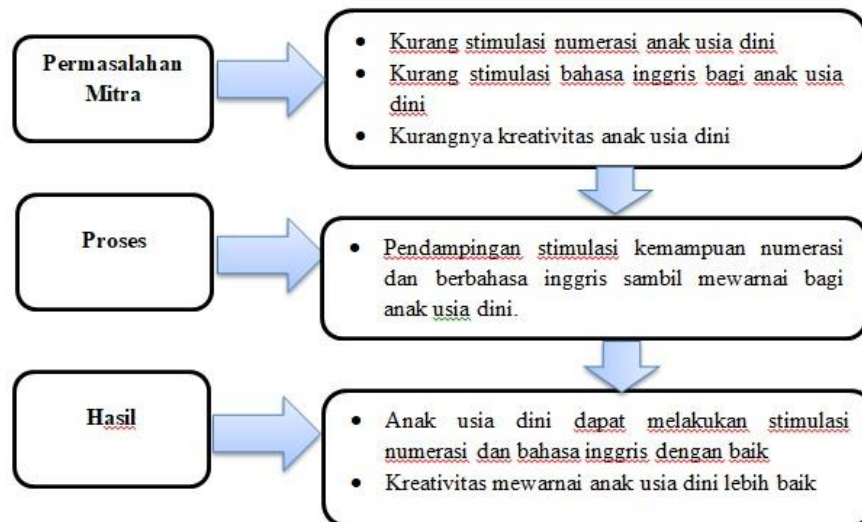 Permasalahan
Mitra
• Kurang stimulasi numerasi anak usia dini
• Kurang stimulasi bahasa inggris bagi anak usia
dini
• Kurangnya kreativitas anak usia dini
Proses
• Pendampingan stimulasi kemampuan numerasi
dan berbahasa inggris sambil mewarnai bagi
anak usia dini.
Hasil
• Anak usia dini dapat melakukan stimulasi
numerasi dan bahasa inggris dengan baik
• Kreativitas mewarnai anak usia dini lebih baik